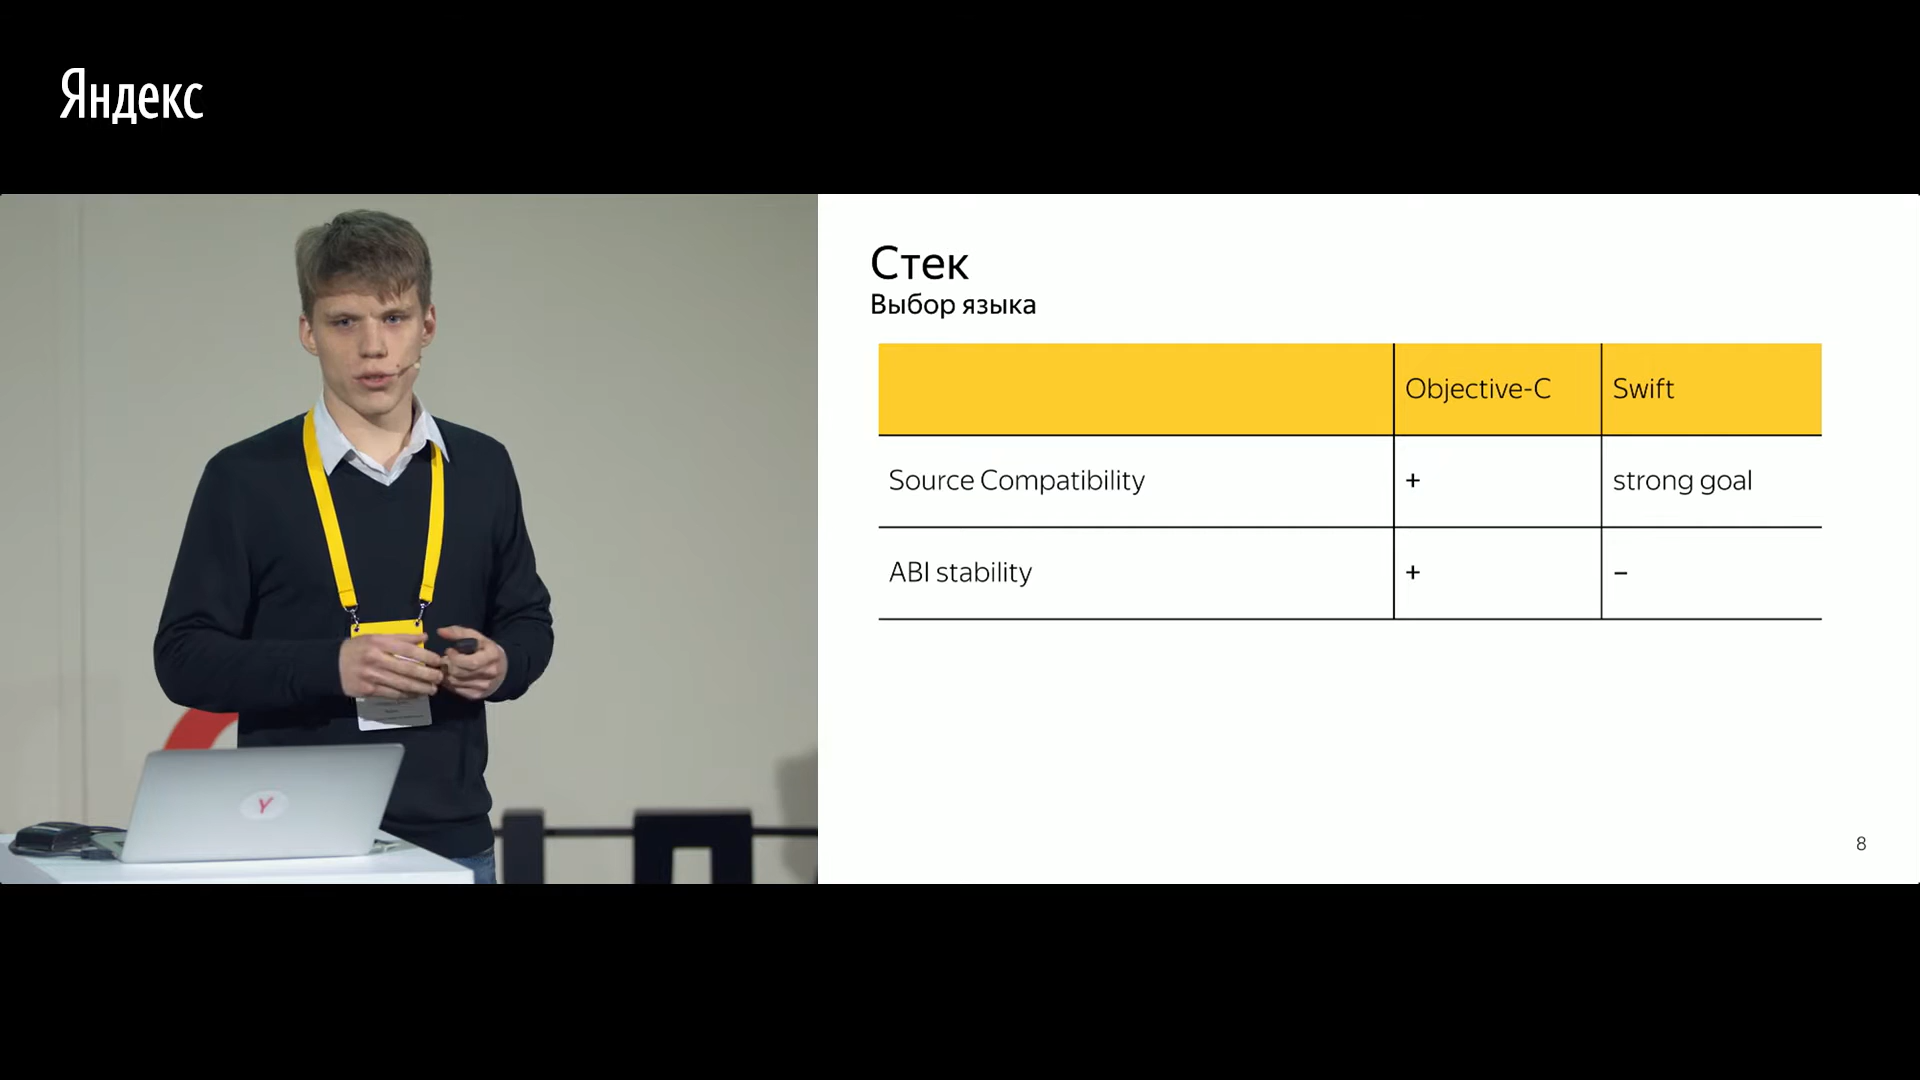 Яндекс
Стек
Выбор языка
Objective-C Swift
Source Compatibility + strong goal
ABI stability + –
8
Y